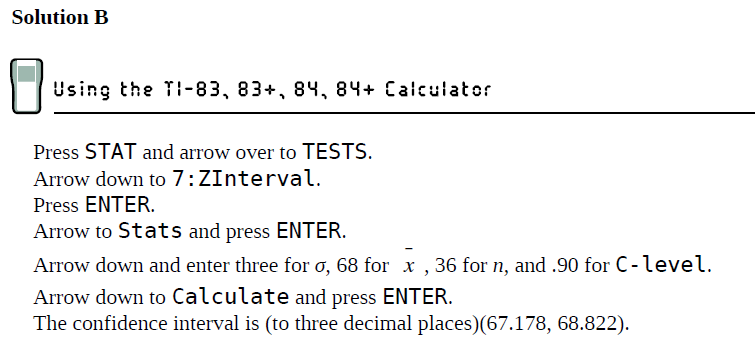 Solution B
Using the TI-83, 83+, 84, 84+ Calculator
Press STAT and arrow over to TESTS.
Arrow down to 7:ZInterval.
Press ENTER.
Arrow to Stats and press ENTER.
Arrow down and enter three for σ, 68 for x̄ , 36 for n, and .90 for C-level.
Arrow down to Calculate and press ENTER.
The confidence interval is (to three decimal places)(67.178, 68.822).